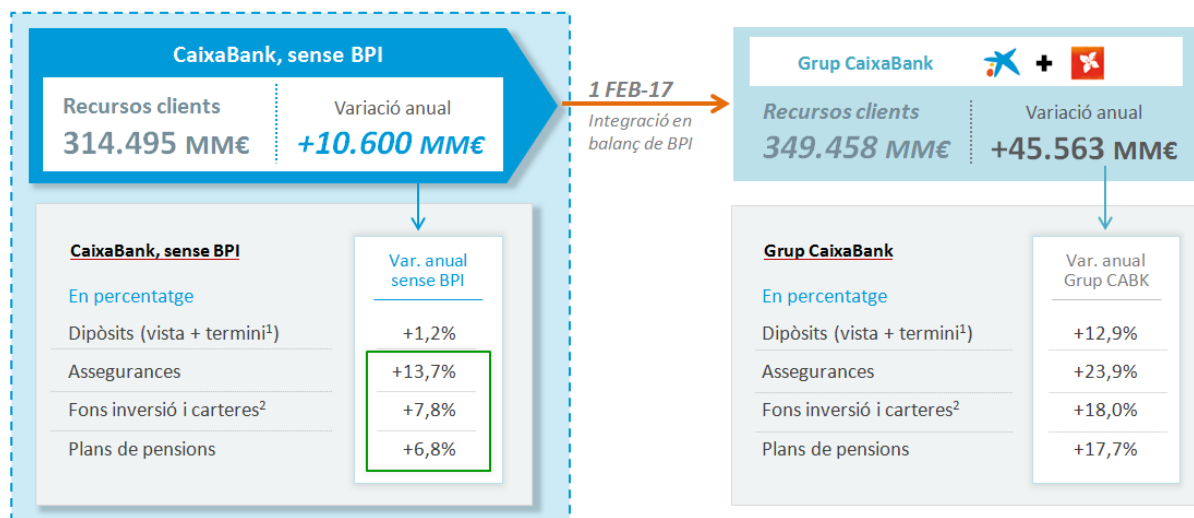 CaixaBank, sense BPI
Recursos clients
314.495 MM€
Variació anual
+10.600 MM€
1 FEB-17
Integració en
balanç de BPI
Grup CaixaBank
+
Recursos clients
349.458 MM€
Variació anual
+45.563 MM€
CaixaBank, sense BPI
Var. anual
sense BPI
En percentatge
Dipòsits (vista + termini¹) +1,2%
Assegurances +13,7%
Fons inversió i carteres² +7,8%
Plans de pensions +6,8%
Grup CaixaBank
Var. anual
Grup CABK
En percentatge
Dipòsits (vista + termini¹) +12,9%
Assegurances +23,9%
Fons inversió i carteres² +18,0%
Plans de pensions +17,7%